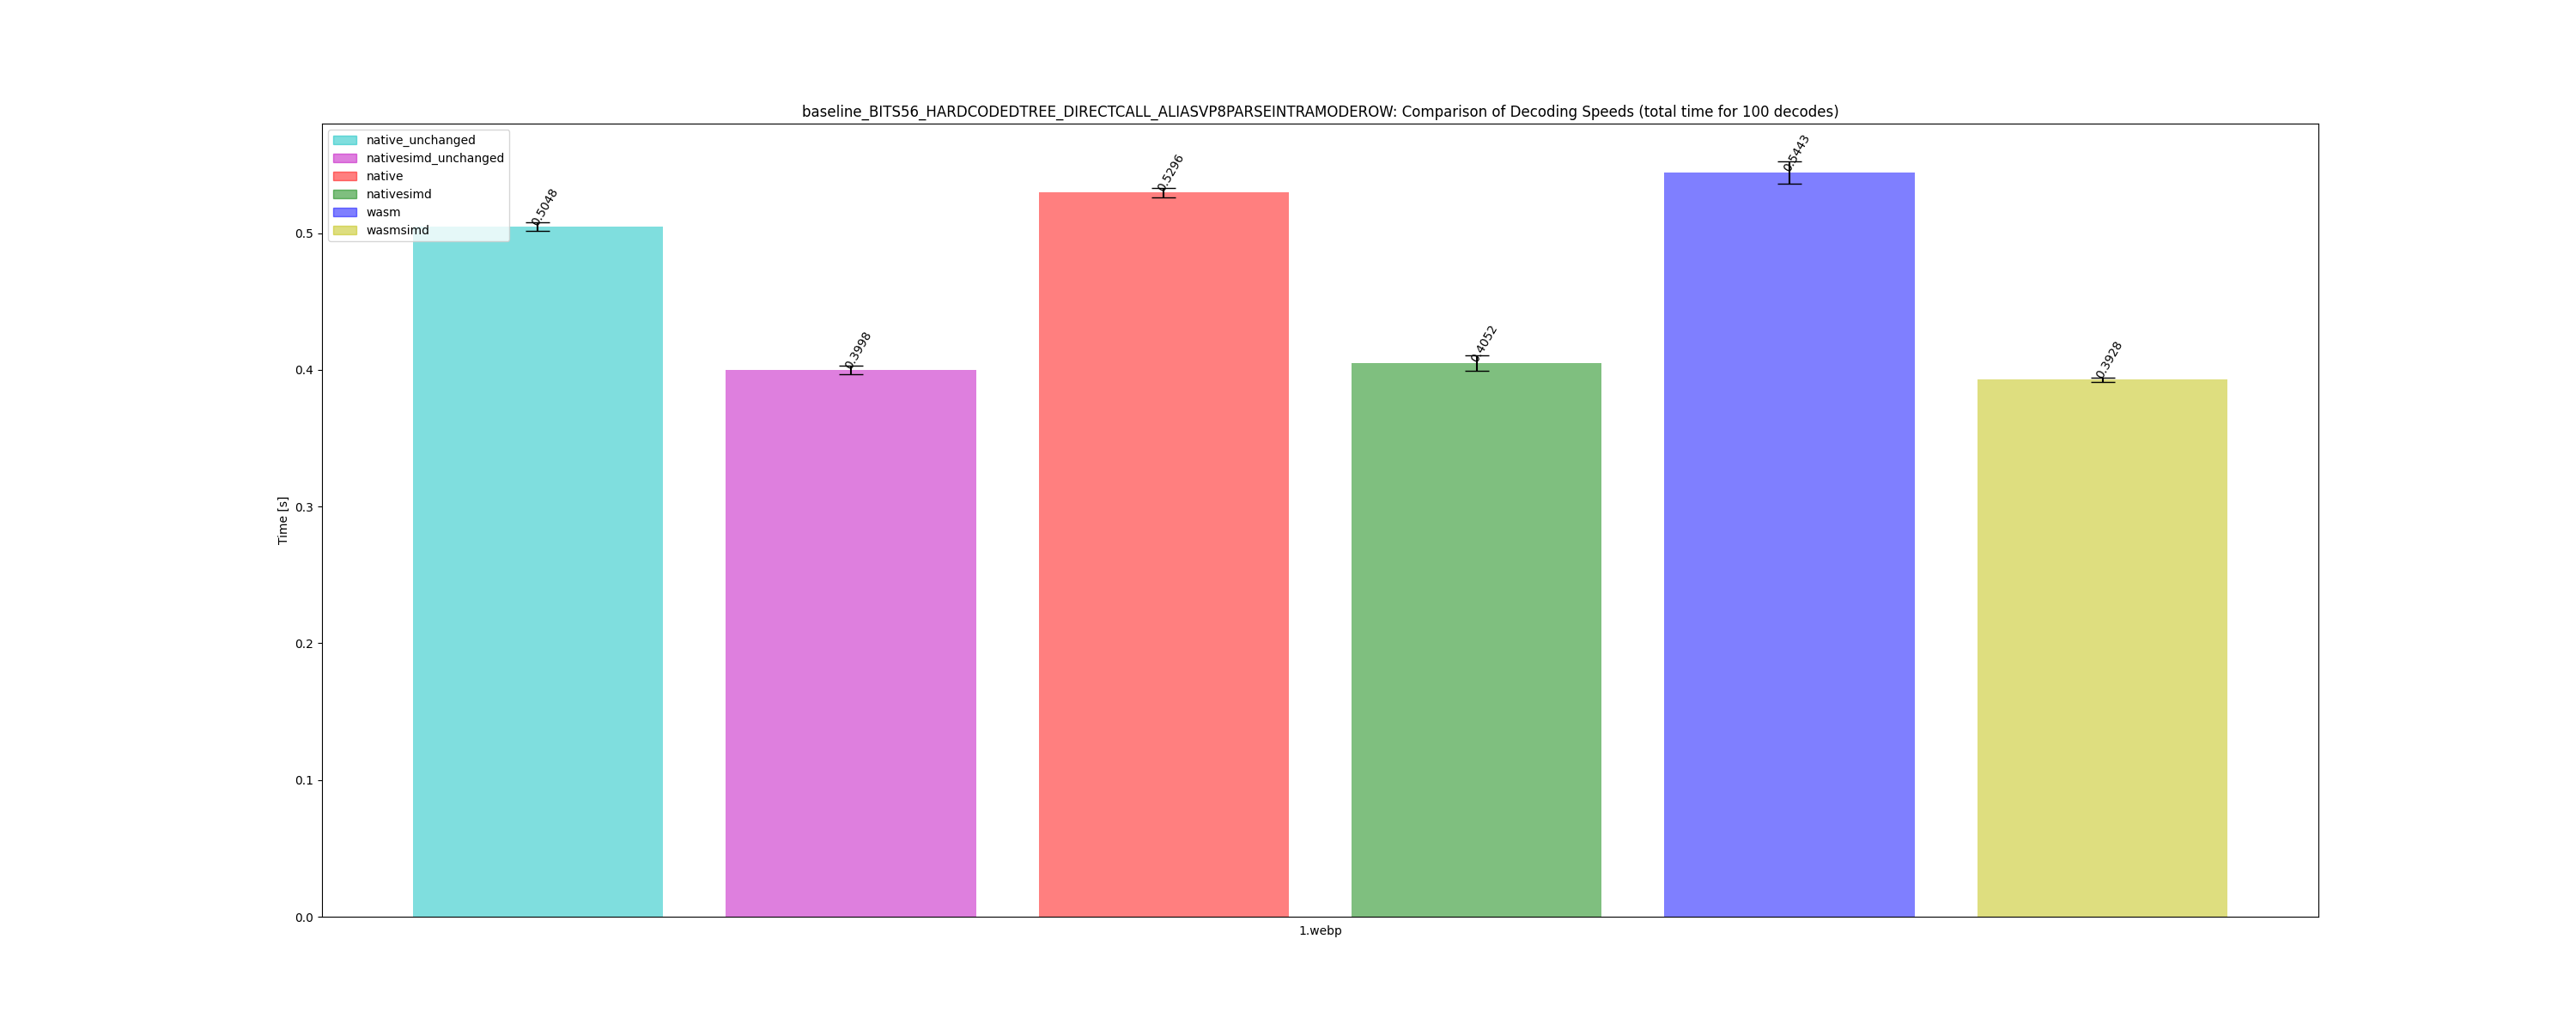 baseline_BITS56_HARDCODEDTREE_DIRECTCALL_ALIASVP8PARSEINTRAMODEROW: Comparison of Decoding Speeds (total time for 100 decodes)
native_unchanged
nativesimd_unchanged
native
nativesimd
wasm
wasmsimd
0.5048
0.3998
0.5296
0.4052
0.5443
0.3928
Time [s]
0.5
0.4
0.3
0.2
0.1
0.0
1.webp